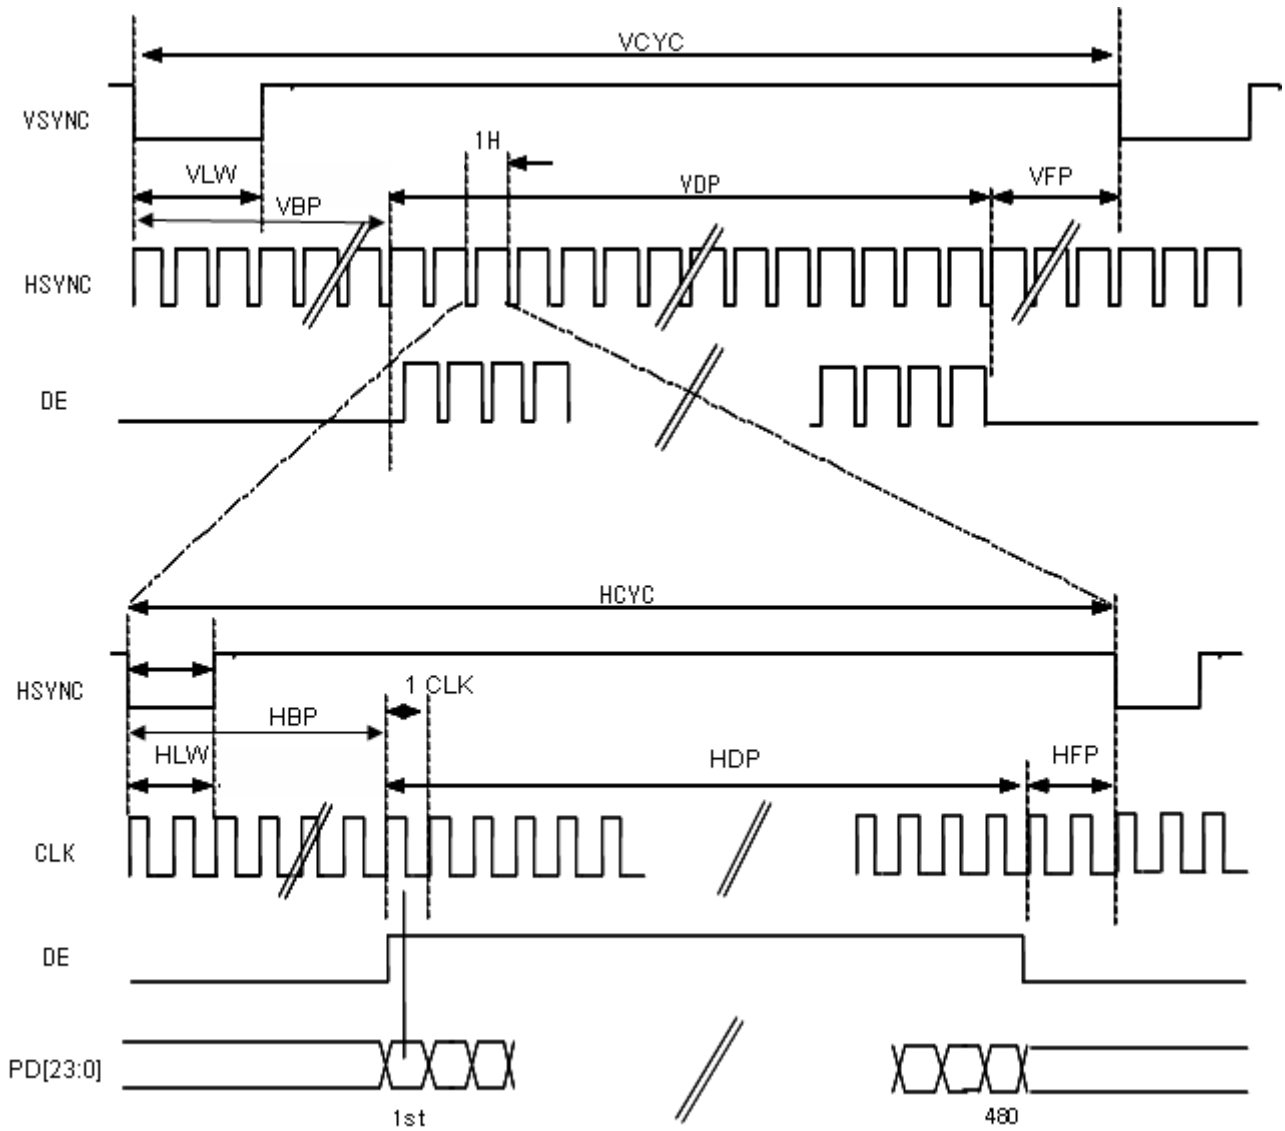 VCYC
VSYNC
1H
VLW
VDP
VFP
VBP
HSYNC
DE
HCYC
HSYNC
1 CLK
HBP
HLW
HDP
HFP
CLK
DE
PD[23:0]
1st
480